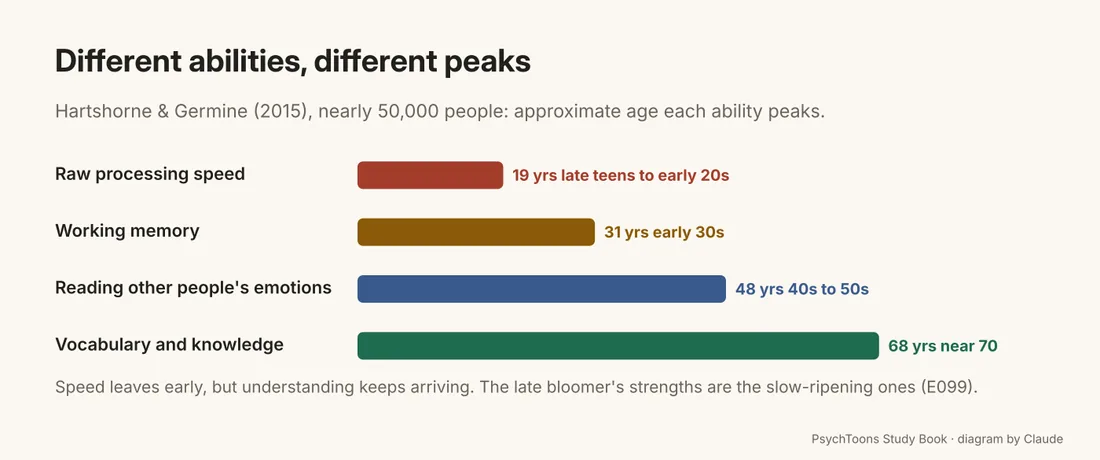 Different abilities, different peaks
Hartshorne & Germine (2015), nearly 50,000 people: approximate age each ability peaks.
Raw processing speed 19 yrs late teens to early 20s
Working memory 31 yrs early 30s
Reading other people's emotions 48 yrs 40s to 50s
Vocabulary and knowledge 68 yrs near 70
Speed leaves early, but understanding keeps arriving. The late bloomer's strengths are the slow-ripening ones (E099).
PsychToons Study Book · diagram by Claude